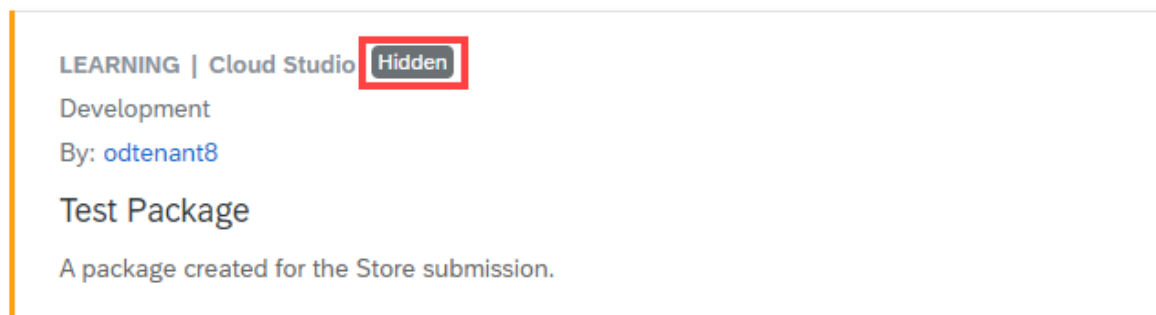 LEARNING | Cloud Studio Hidden
Development
By: odtenant8
Test Package
A package created for the Store submission.